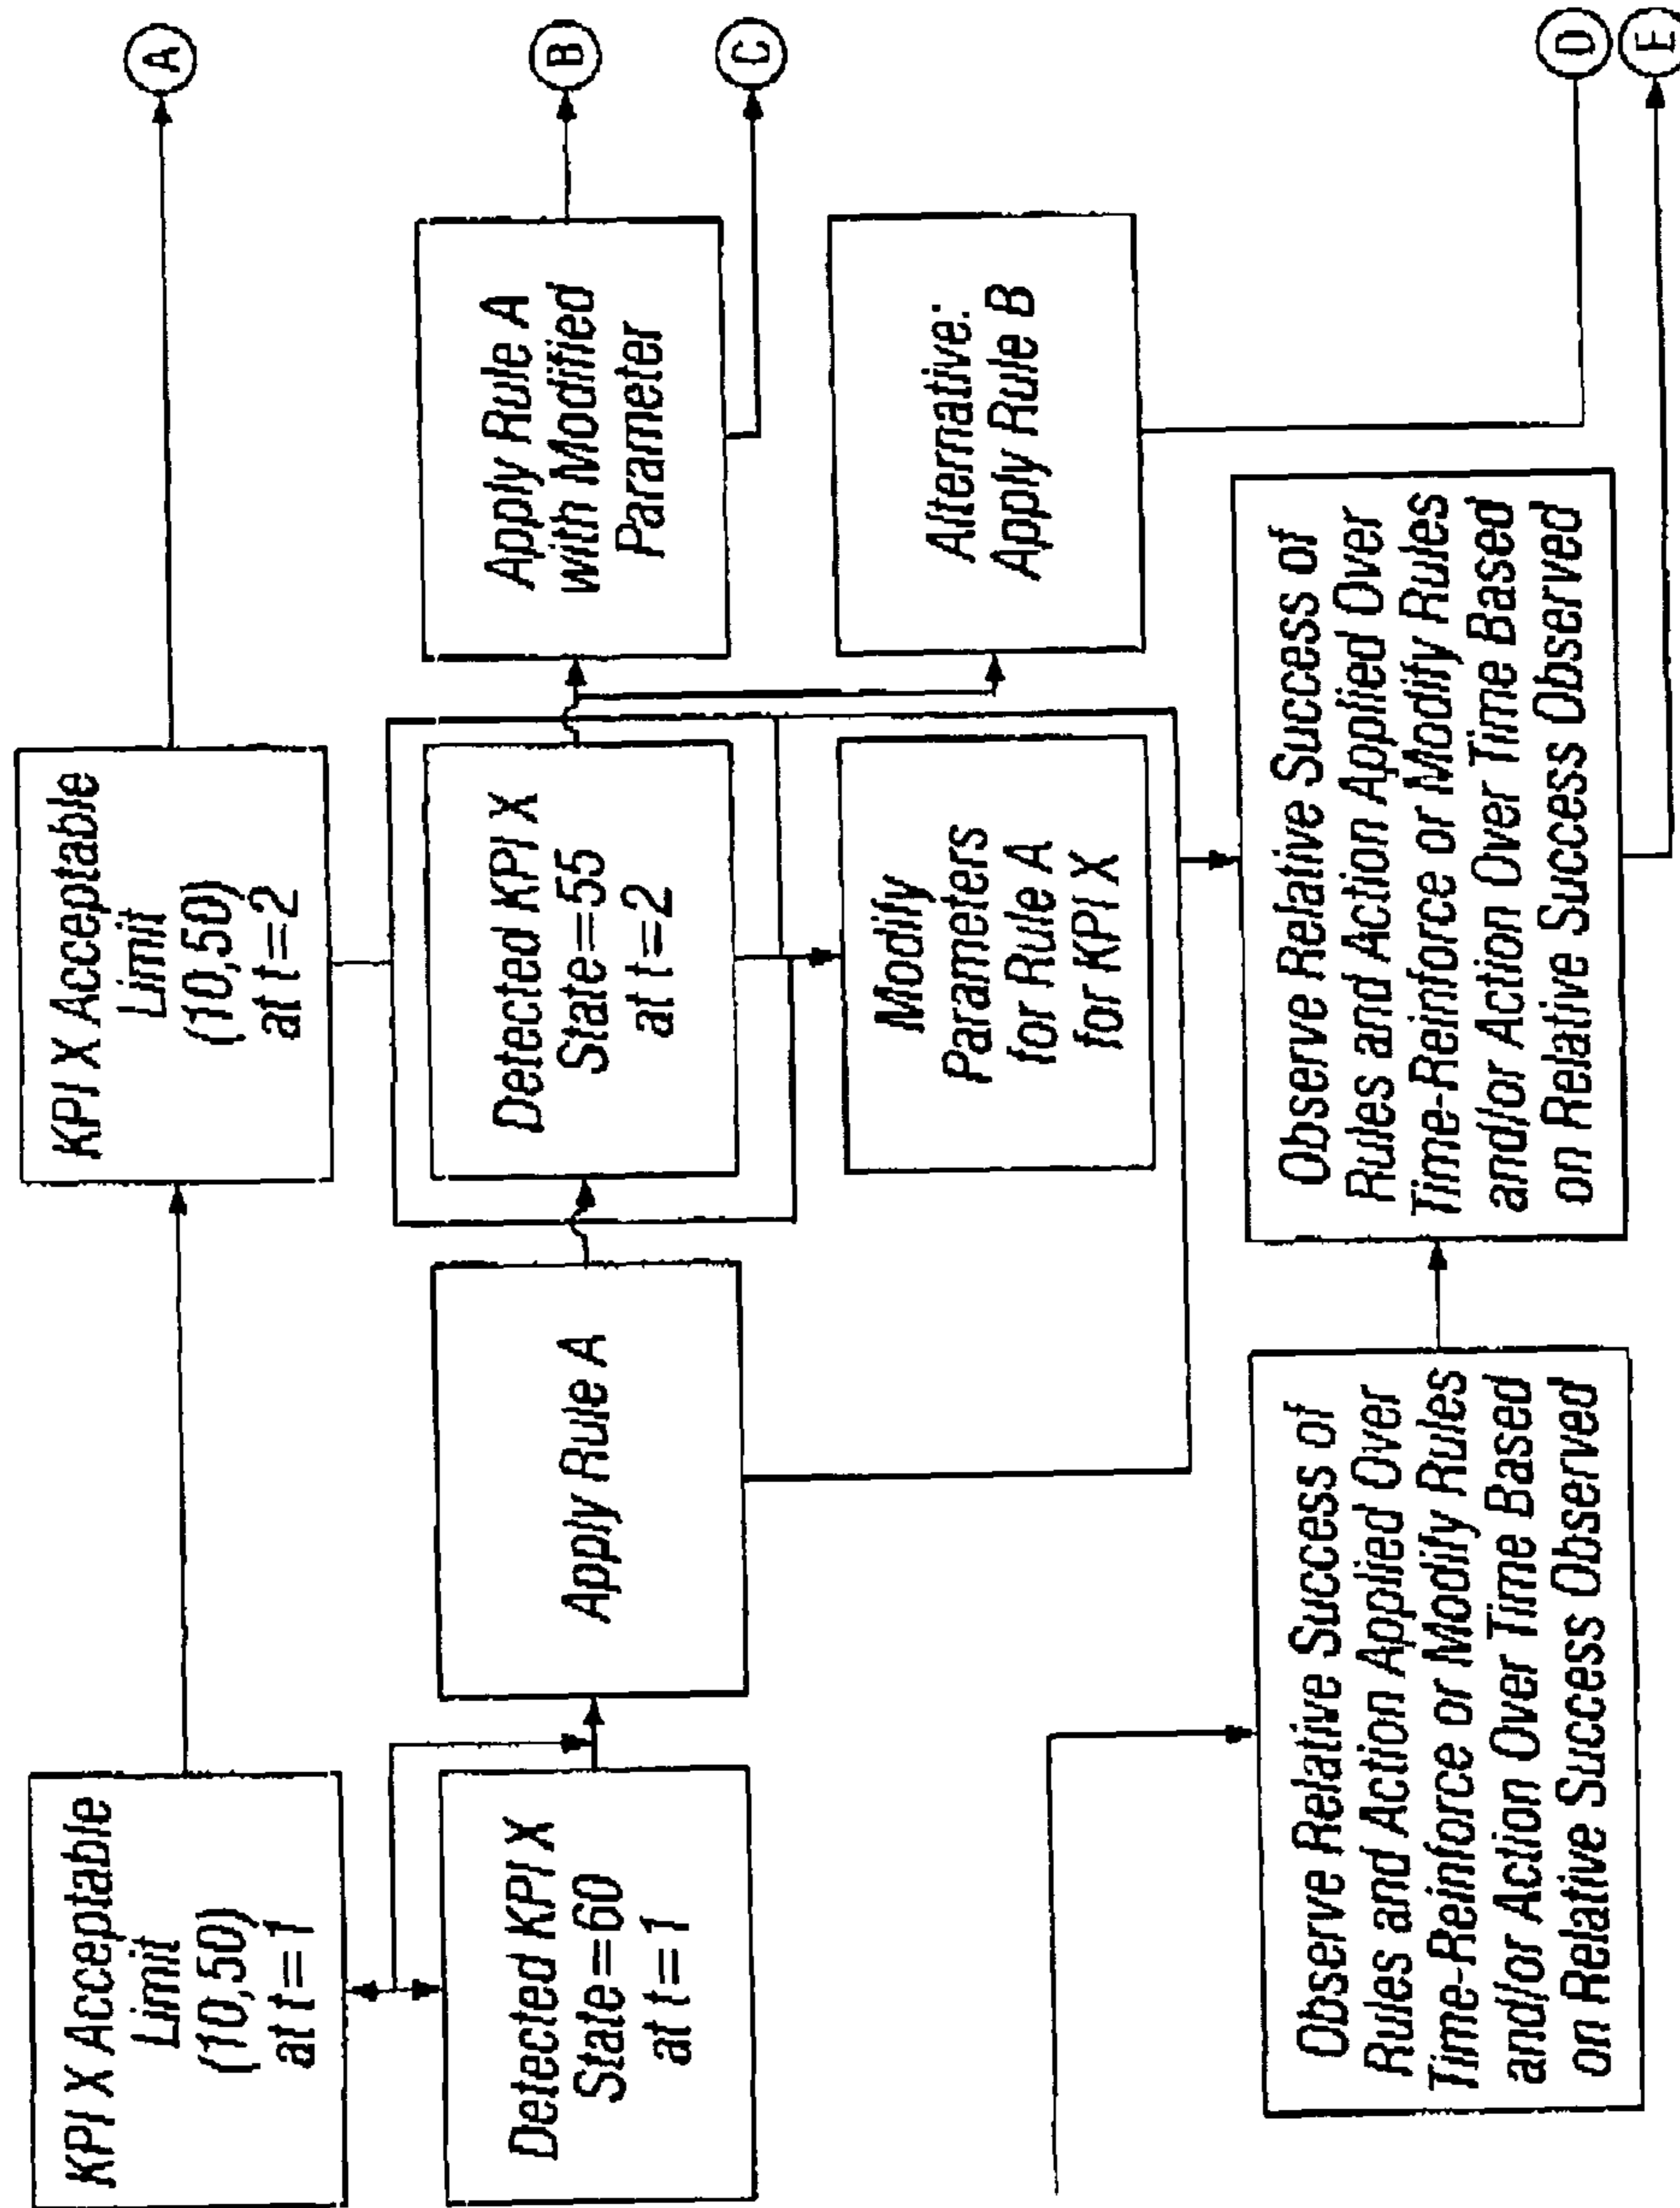 KPI X Acceptable
Limit
(10,50)
at t=1
KPI X Acceptable
Limit
(10,50)
at t=2
A
Detected KPI X
State=60
at t=1
Apply Rule A
Detected KPI X
State=55
at t=2
Apply Rule A
with Modified
Parameter
B
C
Modify
Parameters
for Rule A
for KPI X
Alternative:
Apply Rule B
Observe Relative Success of
Rules and Action Applied Over
Time-Reinforce or Modify Rules
and/or Action Over Time Based
on Relative Success Observed
Observe Relative Success of
Rules and Action Applied Over
Time-Reinforce or Modify Rules
and/or Action Over Time Based
on Relative Success Observed
D
E